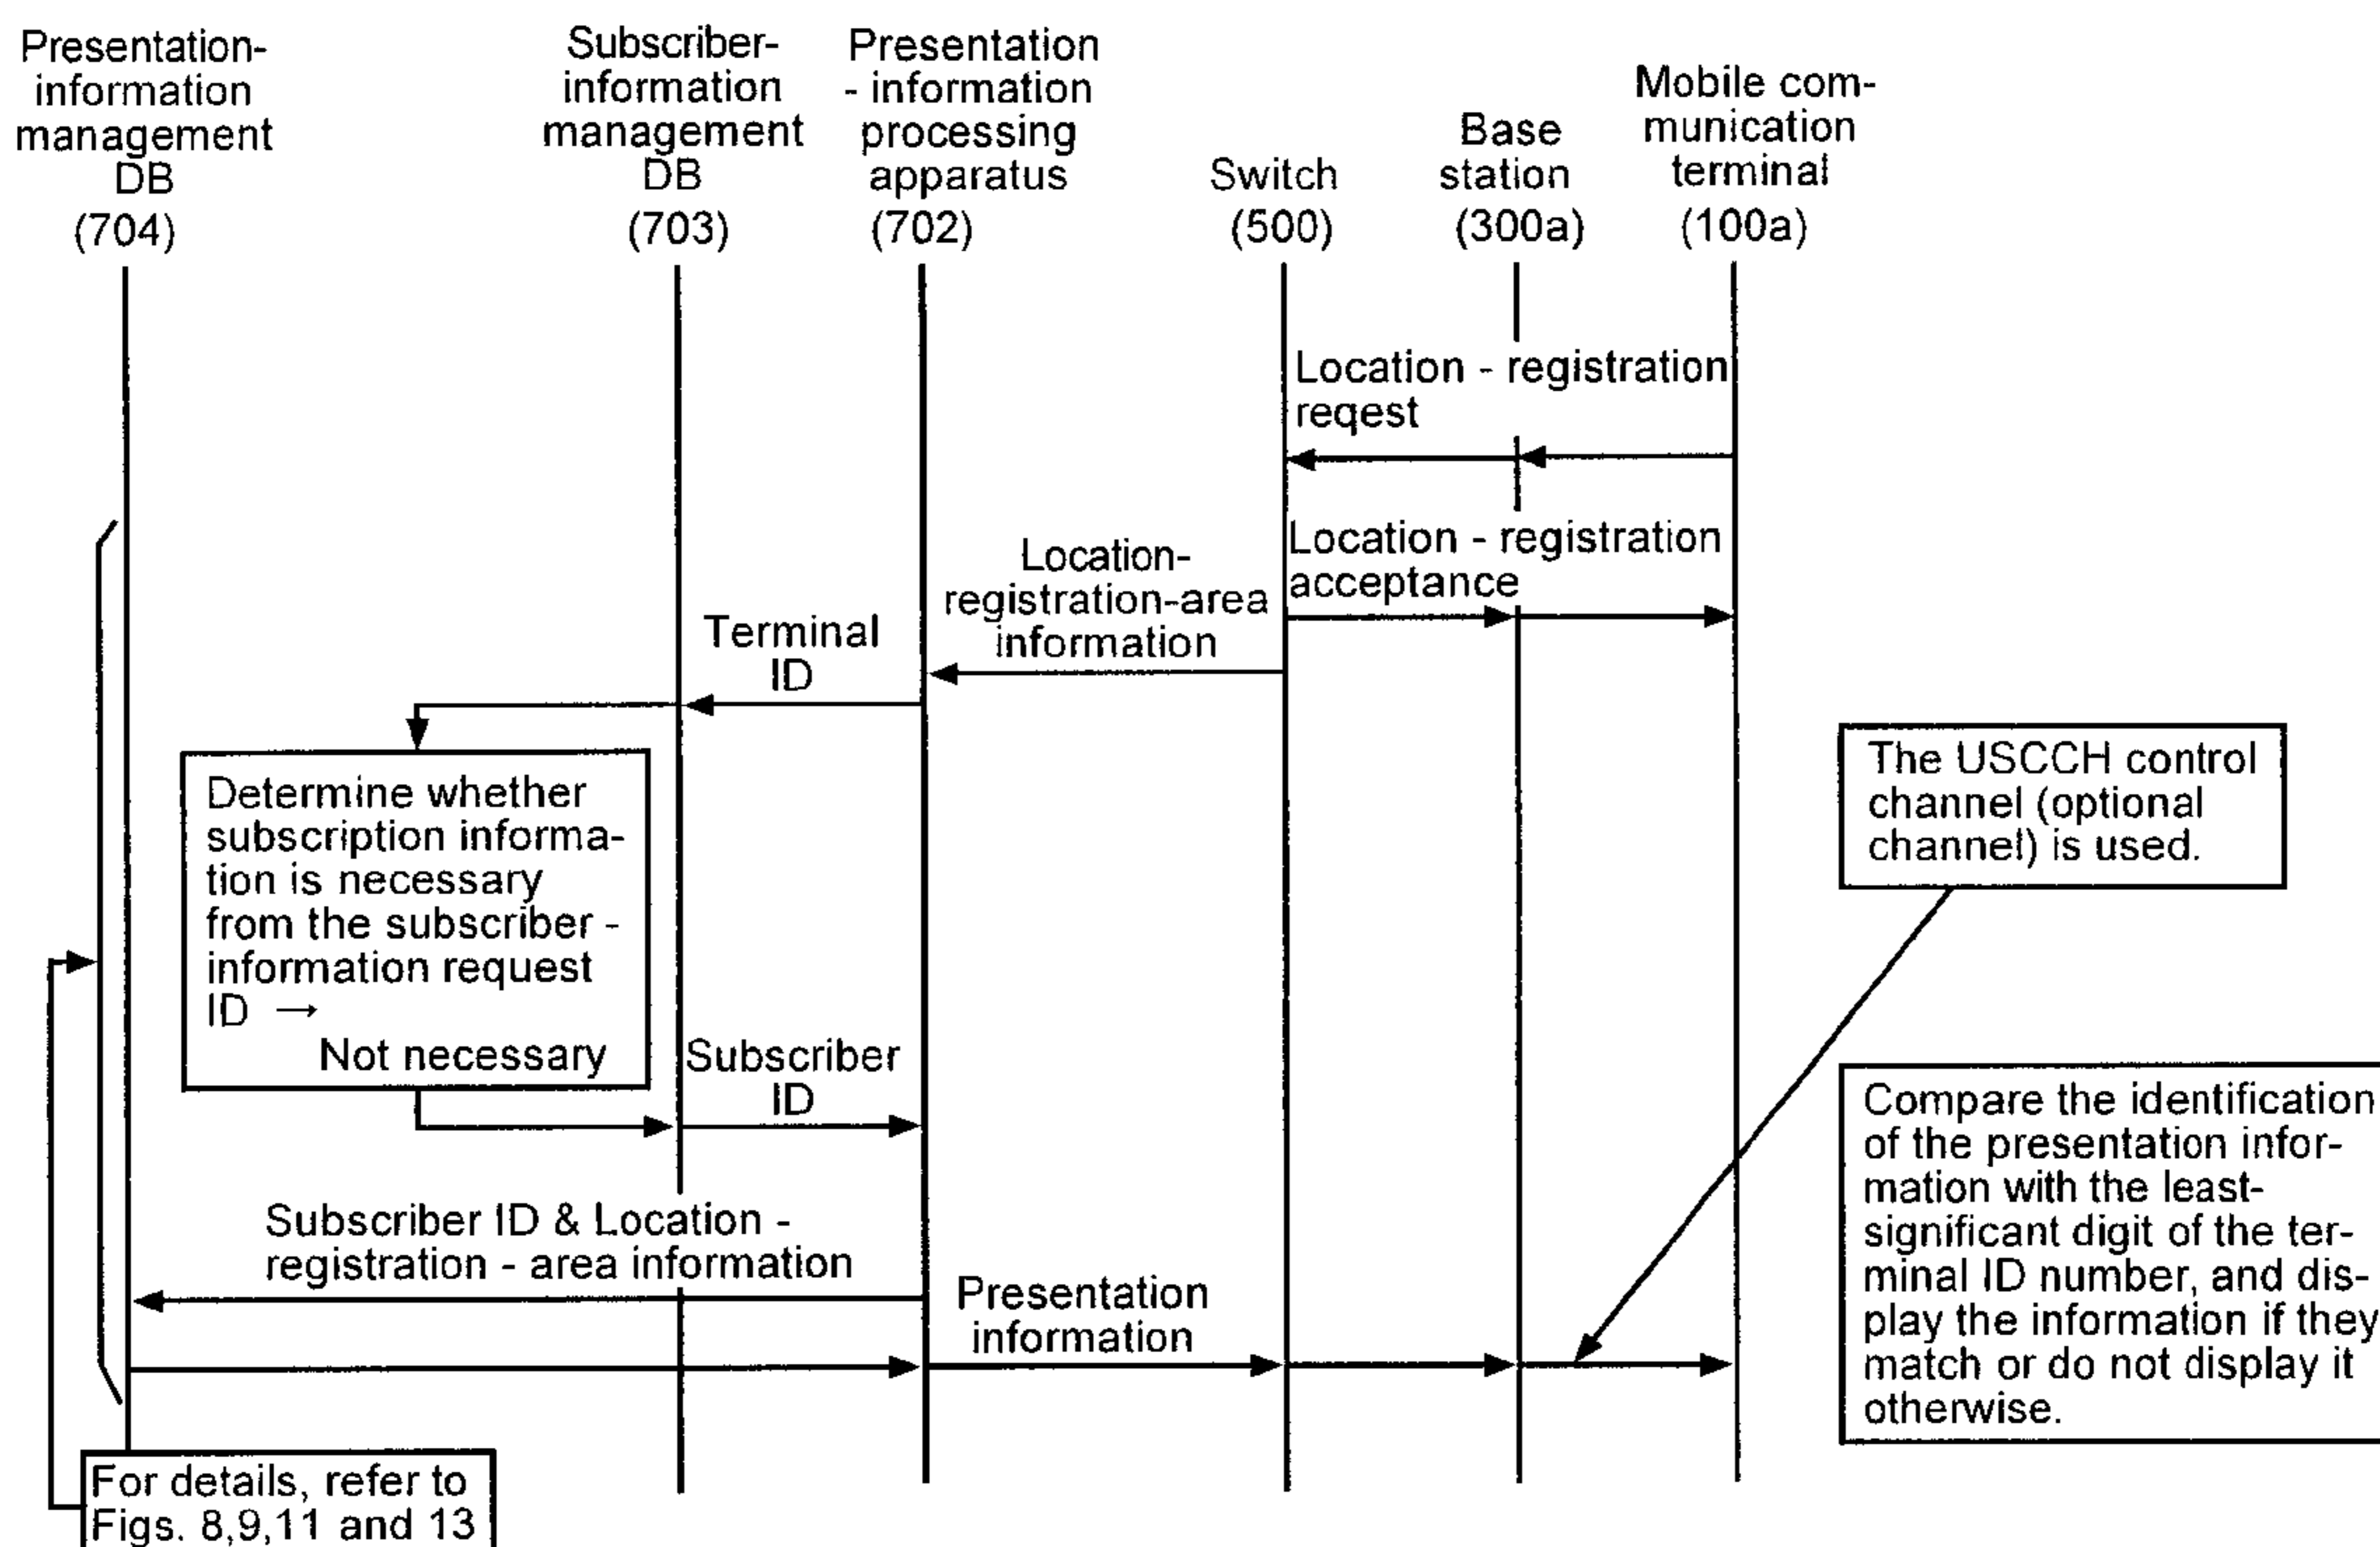 Presentation-
information
management
DB
(704)
Subscriber-
information
management
DB
(703)
Presentation
- information
processing
apparatus
(702)
Switch
(500)
Base
station
(300a)
Mobile com-
munication
terminal
(100a)
Location - registration
reqest
Location - registration
acceptance
Location-
registration-area
information
Terminal
ID
Determine whether
subscription informa-
tion is necessary
from the subscriber -
information request
ID →
Not necessary
Subscriber
ID
The USCCH control
channel (optional
channel) is used.
Compare the identification
of the presentation infor-
mation with the least-
significant digit of the ter-
minal ID number, and dis-
play the information if they
match or do not display it
otherwise.
Subscriber ID & Location -
registration - area information
Presentation
information
For details, refer to
Figs. 8,9,11 and 13